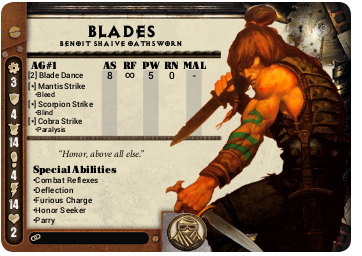 BLADES
BENOIT SHAIVE OATHSWORN
AG#1 AS RF PW RN MAL
[2] Blade Dance 8 ∞ 5 0 -
[*] Mantis Strike
•Bleed
[*] Scorpion Strike
•Blind
[*] Cobra Strike
•Paralysis
3
4
14
4
14
2
"Honor, above all else."
Special Abilities
•Combat Reflexes
•Deflection
•Furious Charge
•Honor Seeker
•Parry